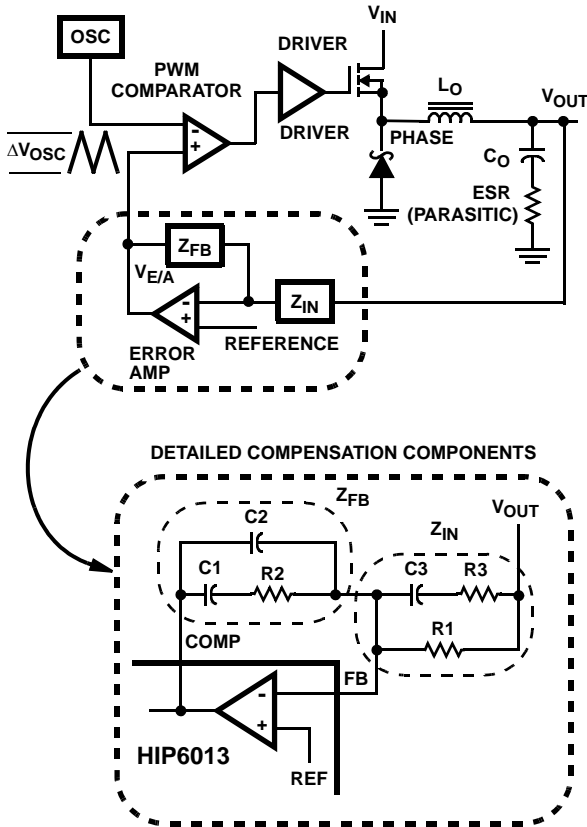 OSC
PWM
COMPARATOR
DRIVER
DRIVER
V_IN
L_O
V_OUT
PHASE
C_O
ESR
(PARASITIC)
ΔV_OSC
Z_FB
V_E/A
Z_IN
-
+
-
+
REFERENCE
ERROR
AMP
DETAILED COMPENSATION COMPONENTS
Z_FB
C2
C1
R2
Z_IN
V_OUT
C3
R3
R1
COMP
FB
-
+
HIP6013
REF